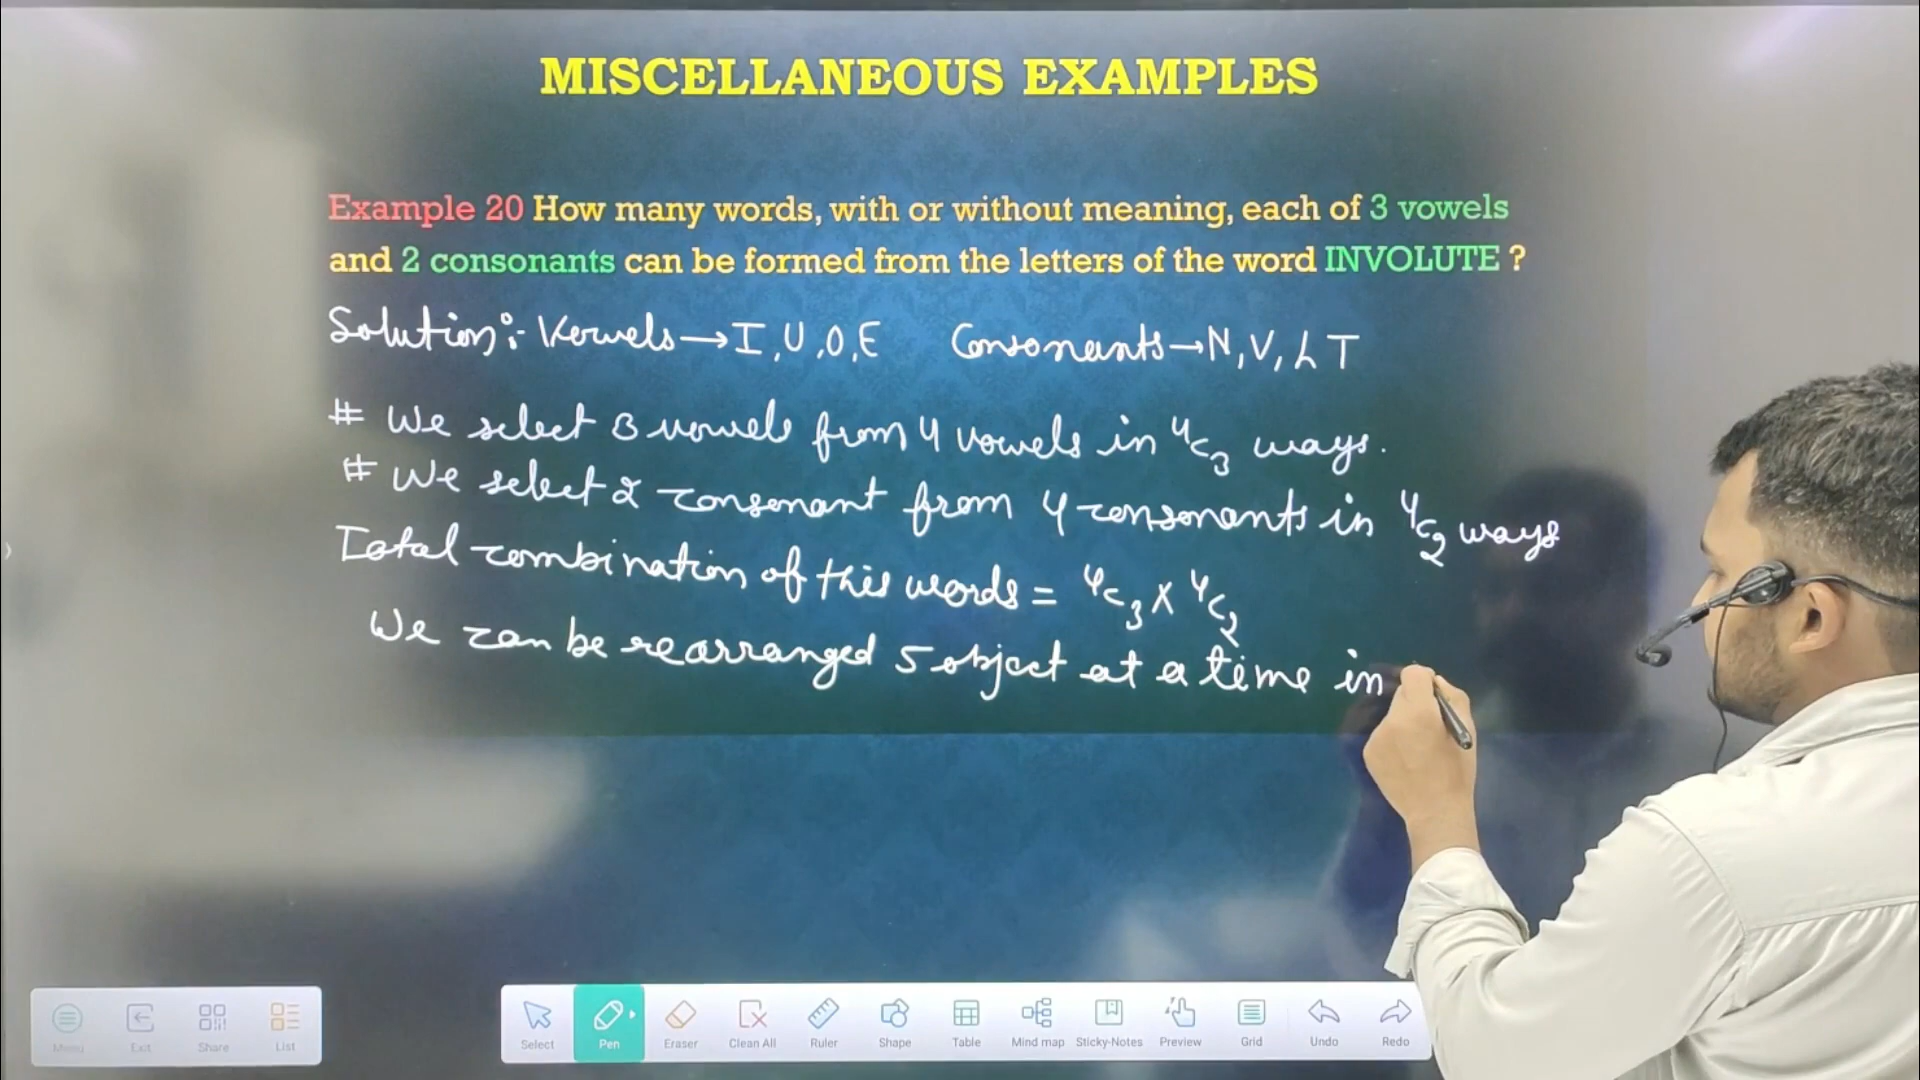 MISCELLANEOUS EXAMPLES
Example 20 How many words, with or without meaning, each of 3 vowels
and 2 consonants can be formed from the letters of the word INVOLUTE ?
Solution:- Vowels→I,U,O,E Consonants→N,V,L T
# We select 3 vowels from 4 vowels in ⁴C₃ ways.
# We select 2 consonant from 4 consonants in ⁴C₂ ways
Total combination of this words = ⁴C₃ X ⁴C₂
We can be rearranged 5 object at a time in
Menu Exit Share List
Select Pen Eraser Clean All Ruler Shape Table Mind map Sticky-Notes Preview Grid Undo Redo